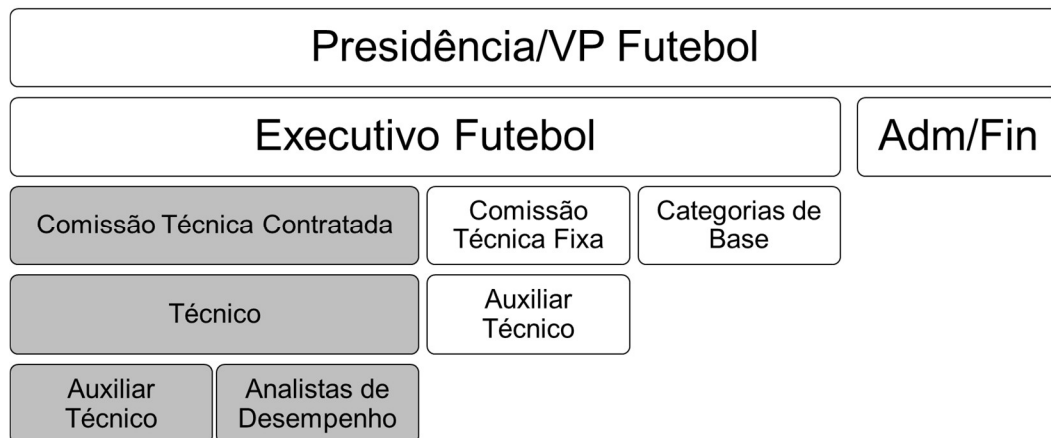 Presidência/VP Futebol
Executivo Futebol
Adm/Fin
Comissão Técnica Contratada
Comissão
Técnica Fixa
Categorias de
Base
Técnico
Auxiliar
Técnico
Auxiliar
Técnico
Analistas de
Desempenho